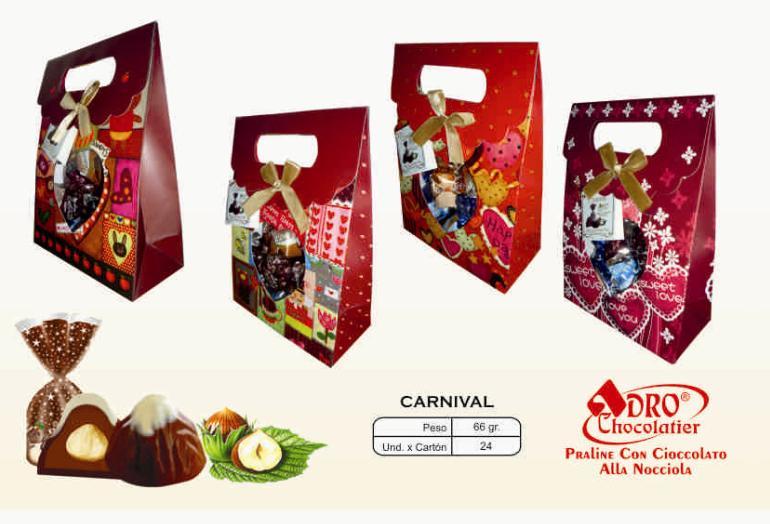 SWEET LOVE
SWEET LOVE
LOVE YOU
CARNIVAL
Peso 66 gr.
Und. x Cartón 24
ADRO®
Chocolatier
PRALINE CON CIOCCOLATO
ALLA NOCCIOLA